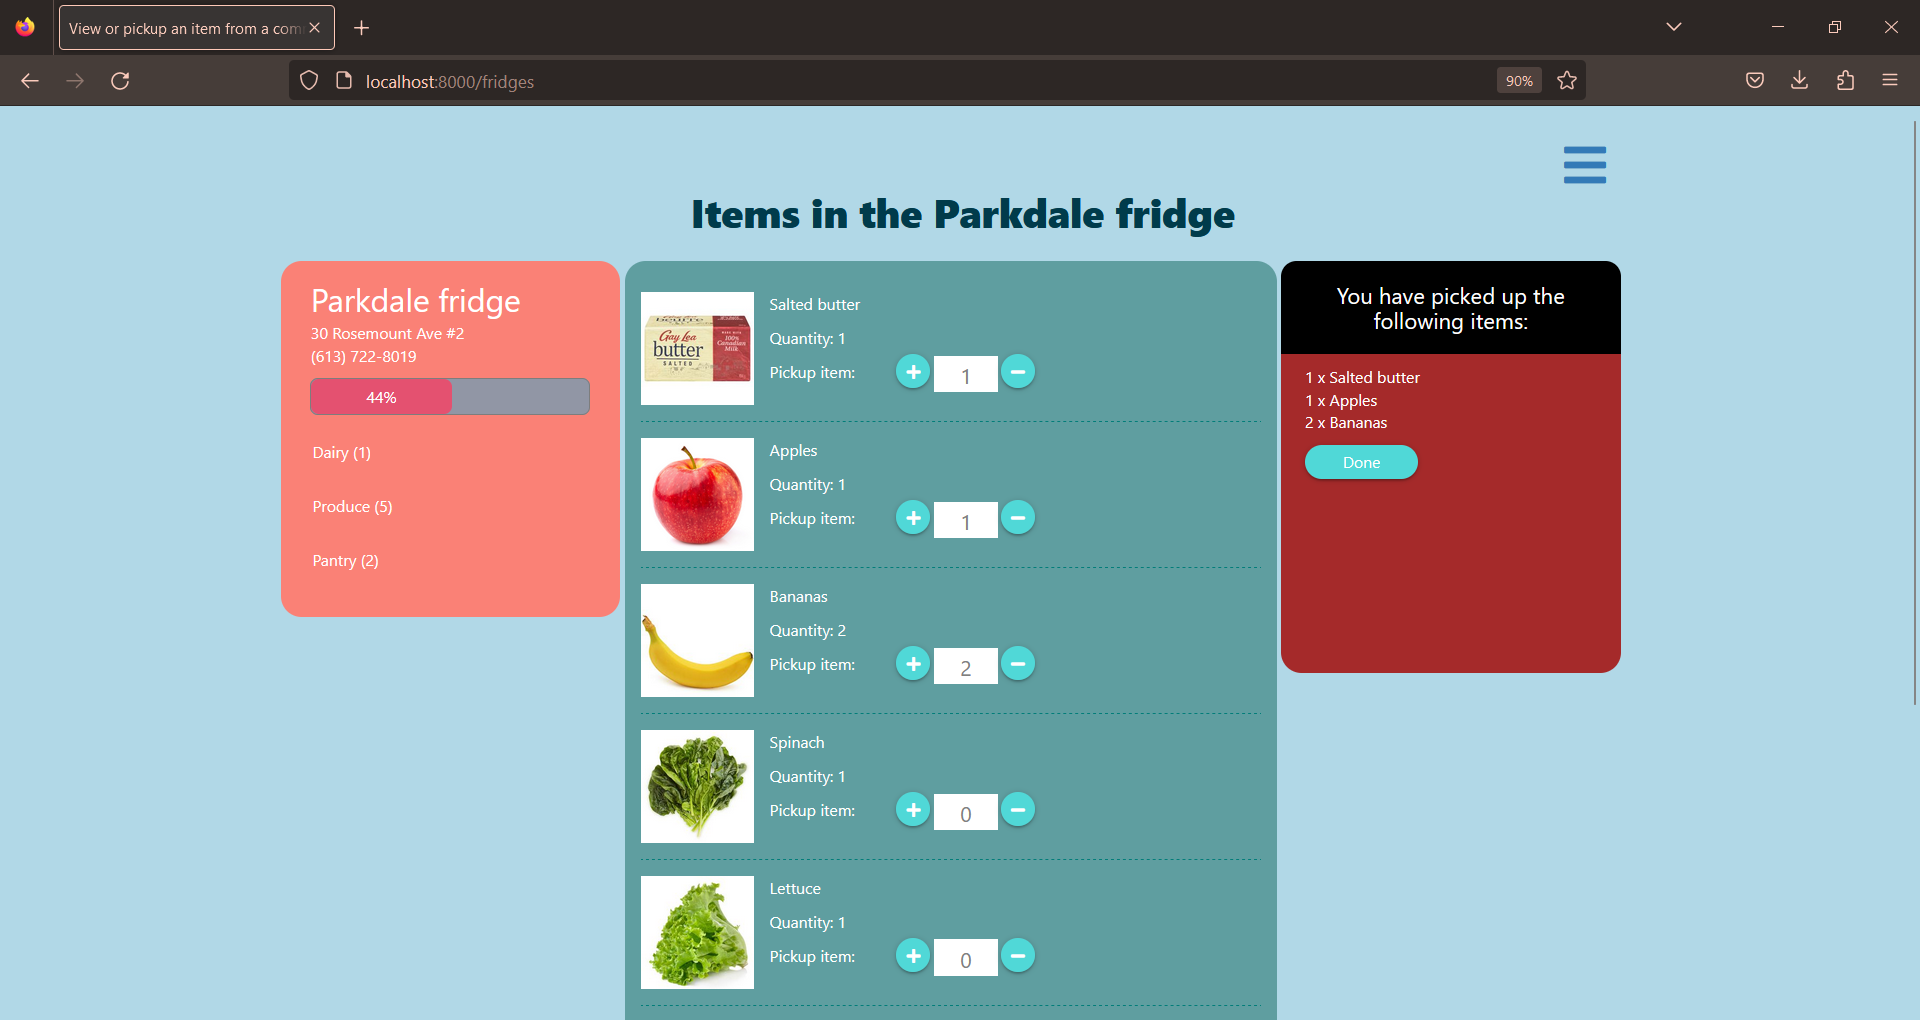 View or pickup an item from a com
localhost:8000/fridges
90%
Items in the Parkdale fridge
Parkdale fridge
30 Rosemount Ave #2
(613) 722-8019
44%
Dairy (1)
Produce (5)
Pantry (2)
Gay Lea
butter
SALTED
100%
Canadian
Milk
Salted butter
Quantity: 1
Pickup item:
1
Apples
Quantity: 1
Pickup item:
1
Bananas
Quantity: 2
Pickup item:
2
Spinach
Quantity: 1
Pickup item:
0
Lettuce
Quantity: 1
Pickup item:
0
You have picked up the
following items:
1 x Salted butter
1 x Apples
2 x Bananas
Done